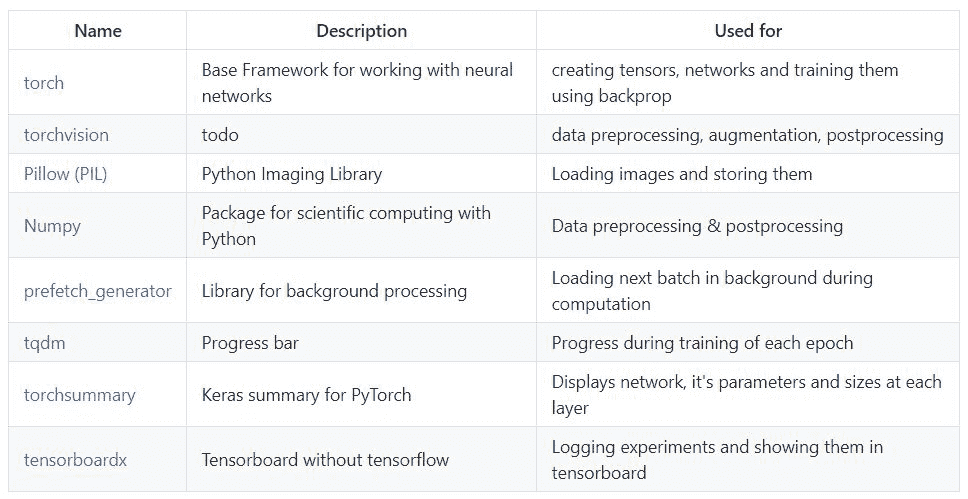 Name Description Used for
torch Base Framework for working with neural networks creating tensors, networks and training them using backprop
torchvision todo data preprocessing, augmentation, postprocessing
Pillow (PIL) Python Imaging Library Loading images and storing them
Numpy Package for scientific computing with Python Data preprocessing & postprocessing
prefetch_generator Library for background processing Loading next batch in background during computation
tqdm Progress bar Progress during training of each epoch
torchsummary Keras summary for PyTorch Displays network, it's parameters and sizes at each layer
tensorboardx Tensorboard without tensorflow Logging experiments and showing them in tensorboard